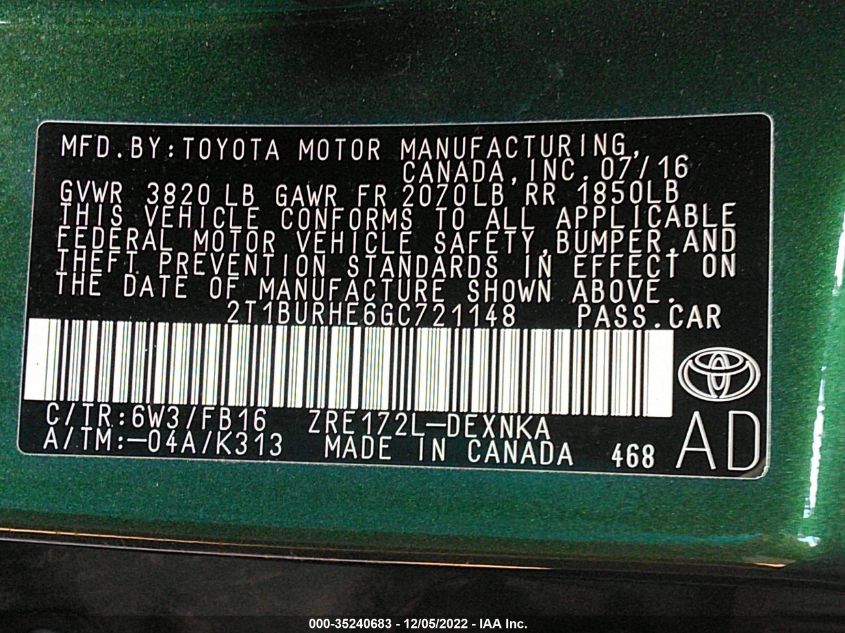 MFD.BY:TOYOTA MOTOR MANUFACTURING,
CANADA,INC.07/16
GVWR 3820 LB GAWR FR 2070LB RR 1850LB
THIS VEHICLE CONFORMS TO ALL APPLICABLE
FEDERAL MOTOR VEHICLE SAFETY,BUMPER,AND
THEFT PREVENTION STANDARDS IN EFFECT ON
THE DATE OF MANUFACTURE SHOWN ABOVE.
2T1BURHE6GC721148 PASS.CAR
C/TR:6W3/FB16 ZRE172L-DEXNKA
A/TM:-04A/K313 MADE IN CANADA 468 AD
000-35240683 - 12/05/2022 - IAA Inc.